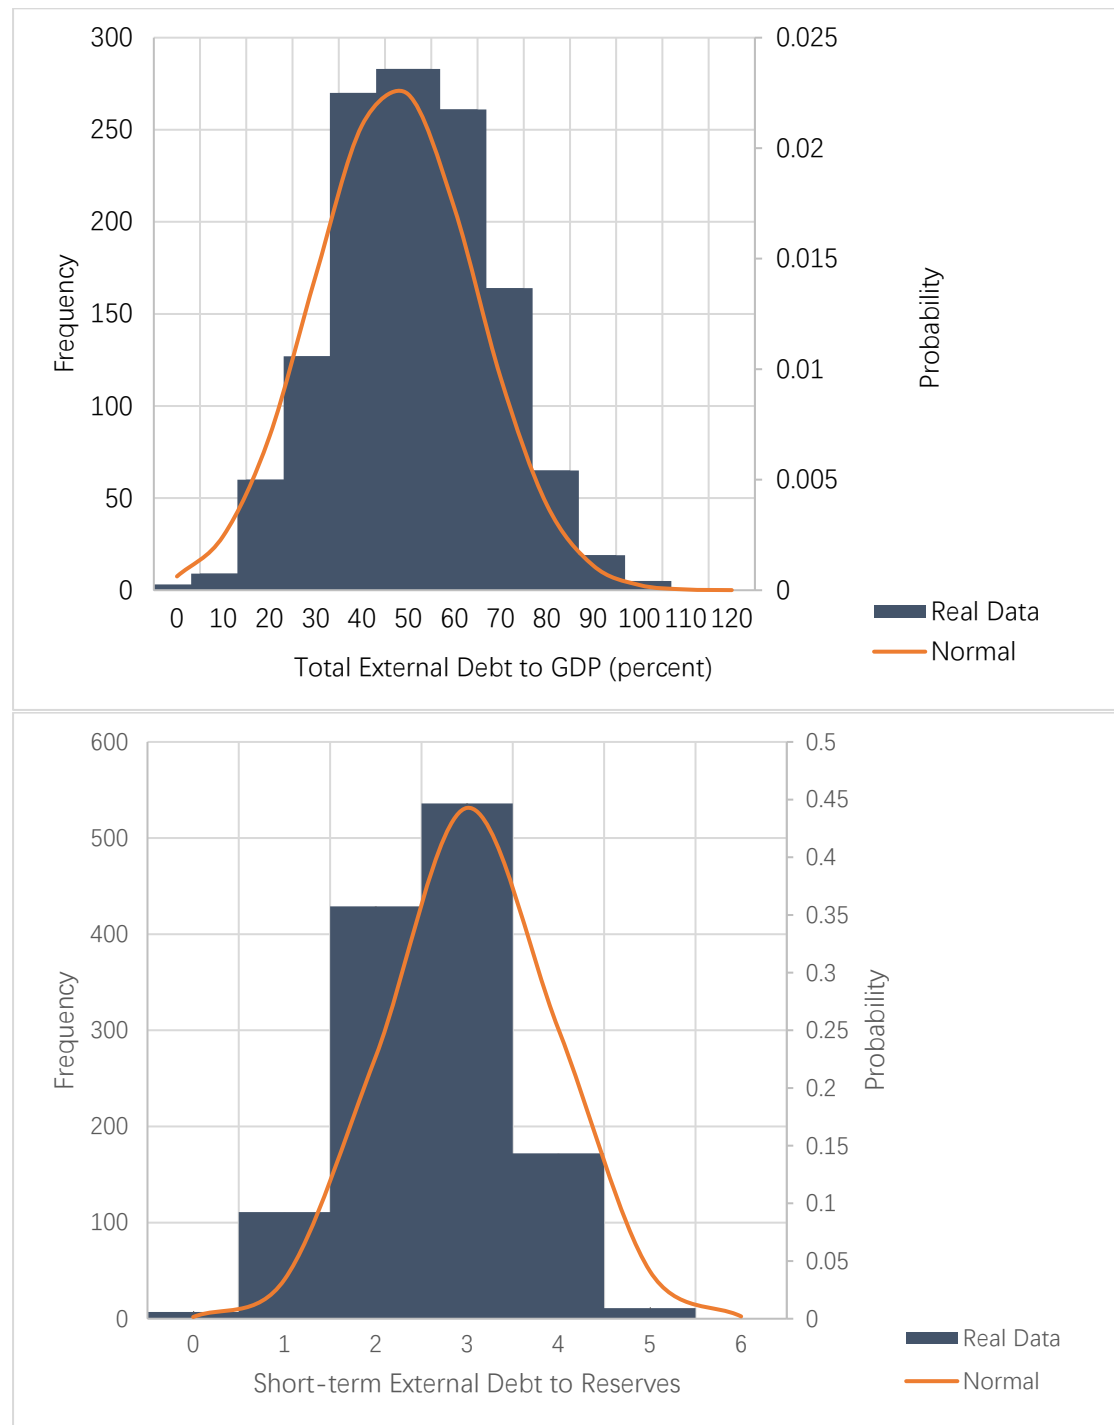 300
250
200
150
100
50
0
Frequency
0.025
0.02
0.015
0.01
0.005
0
Probability
0 10 20 30 40 50 60 70 80 90 100 110 120
Total External Debt to GDP (percent)
Real Data
Normal
600
500
400
300
200
100
0
Frequency
0.5
0.45
0.4
0.35
0.3
0.25
0.2
0.15
0.1
0.05
0
Probability
0 1 2 3 4 5 6
Short-term External Debt to Reserves
Real Data
Normal